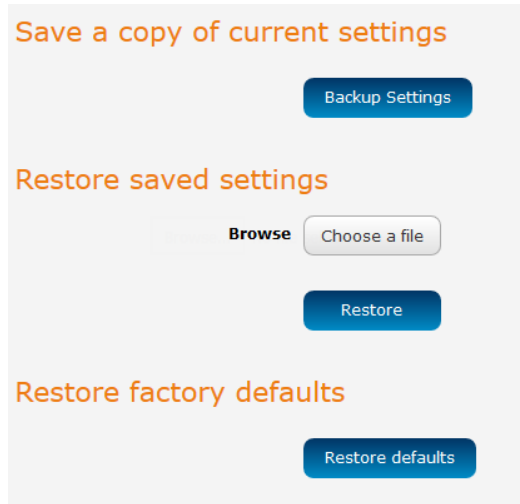 Save a copy of current settings
Backup Settings
Restore saved settings
Browse Choose a file
Restore
Restore factory defaults
Restore defaults